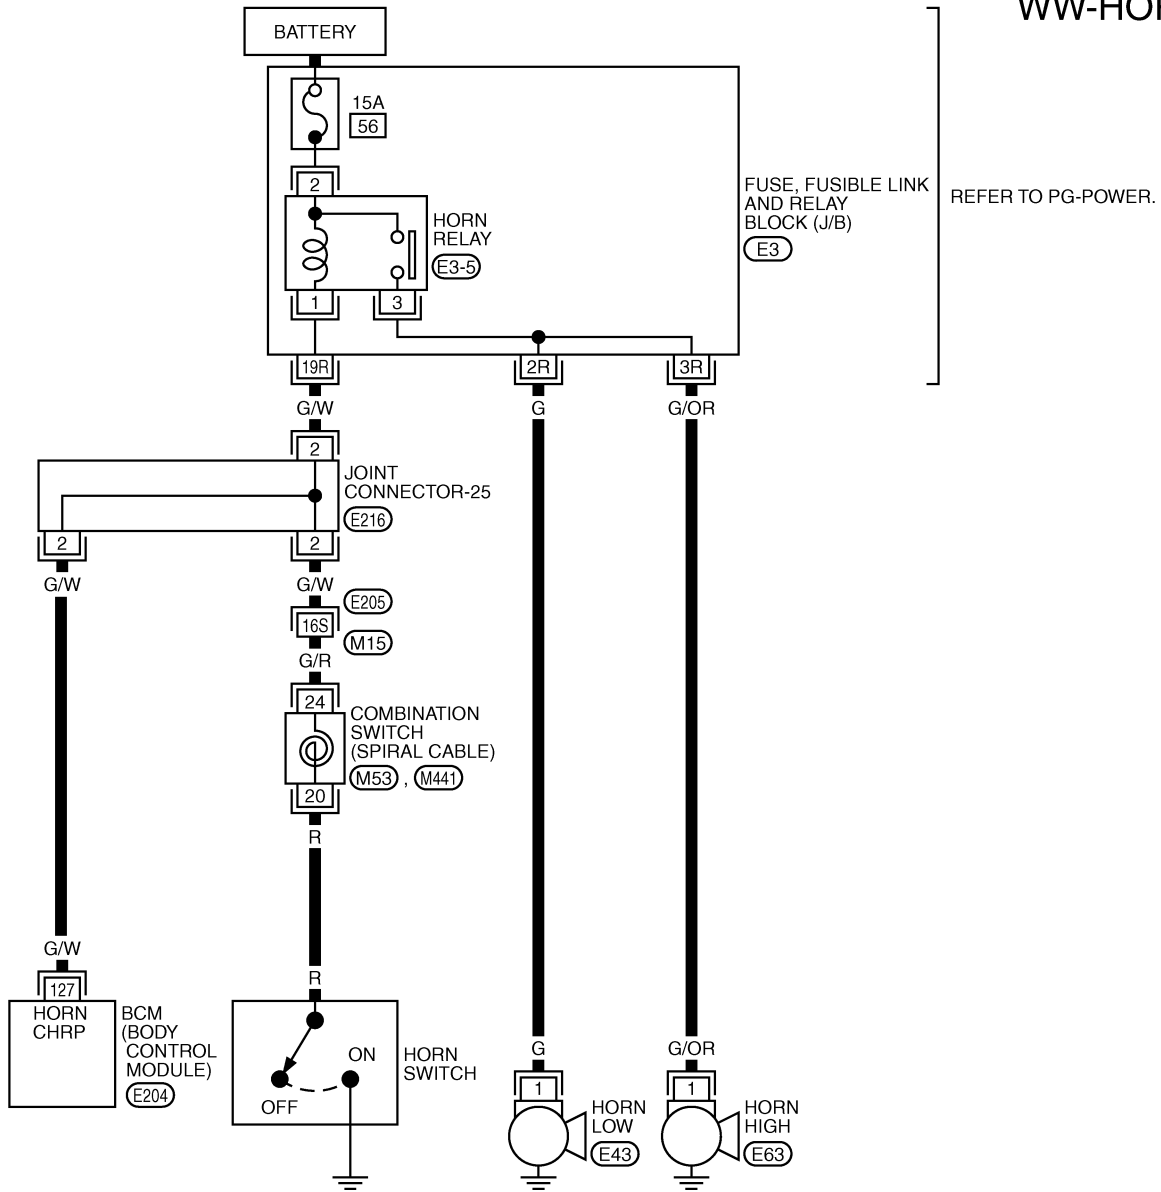 WW-HOR
BATTERY
15A
56
2
HORN
RELAY
E3-5
1
3
FUSE, FUSIBLE LINK
AND RELAY
BLOCK (J/B)
E3
REFER TO PG-POWER.
19R
2R
3R
G/W
G
G/OR
2
JOINT
CONNECTOR-25
E216
2
2
G/W
G/W
E205
16S
M15
G/R
24
COMBINATION
SWITCH
(SPIRAL CABLE)
M53 , M441
20
R
G/W
R
127
HORN
CHRP
BCM
(BODY
CONTROL
MODULE)
E204
ON
OFF
HORN
SWITCH
G
G/OR
1
1
HORN
LOW
E43
HORN
HIGH
E63